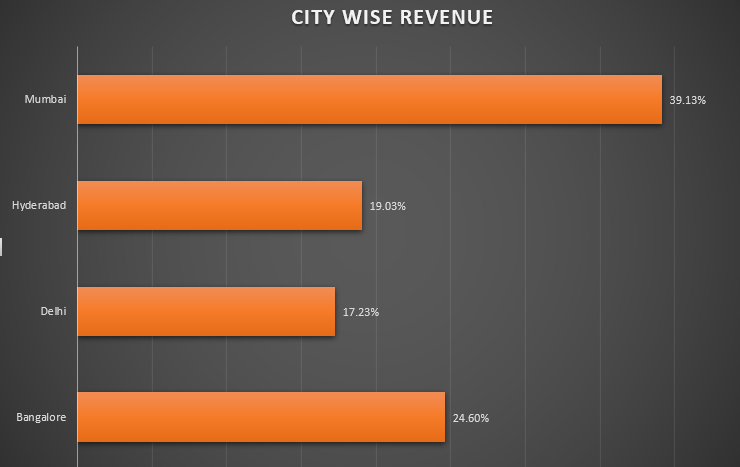 CITY WISE REVENUE
Mumbai
39.13%
Hyderabad
19.03%
Delhi
17.23%
Bangalore
24.60%